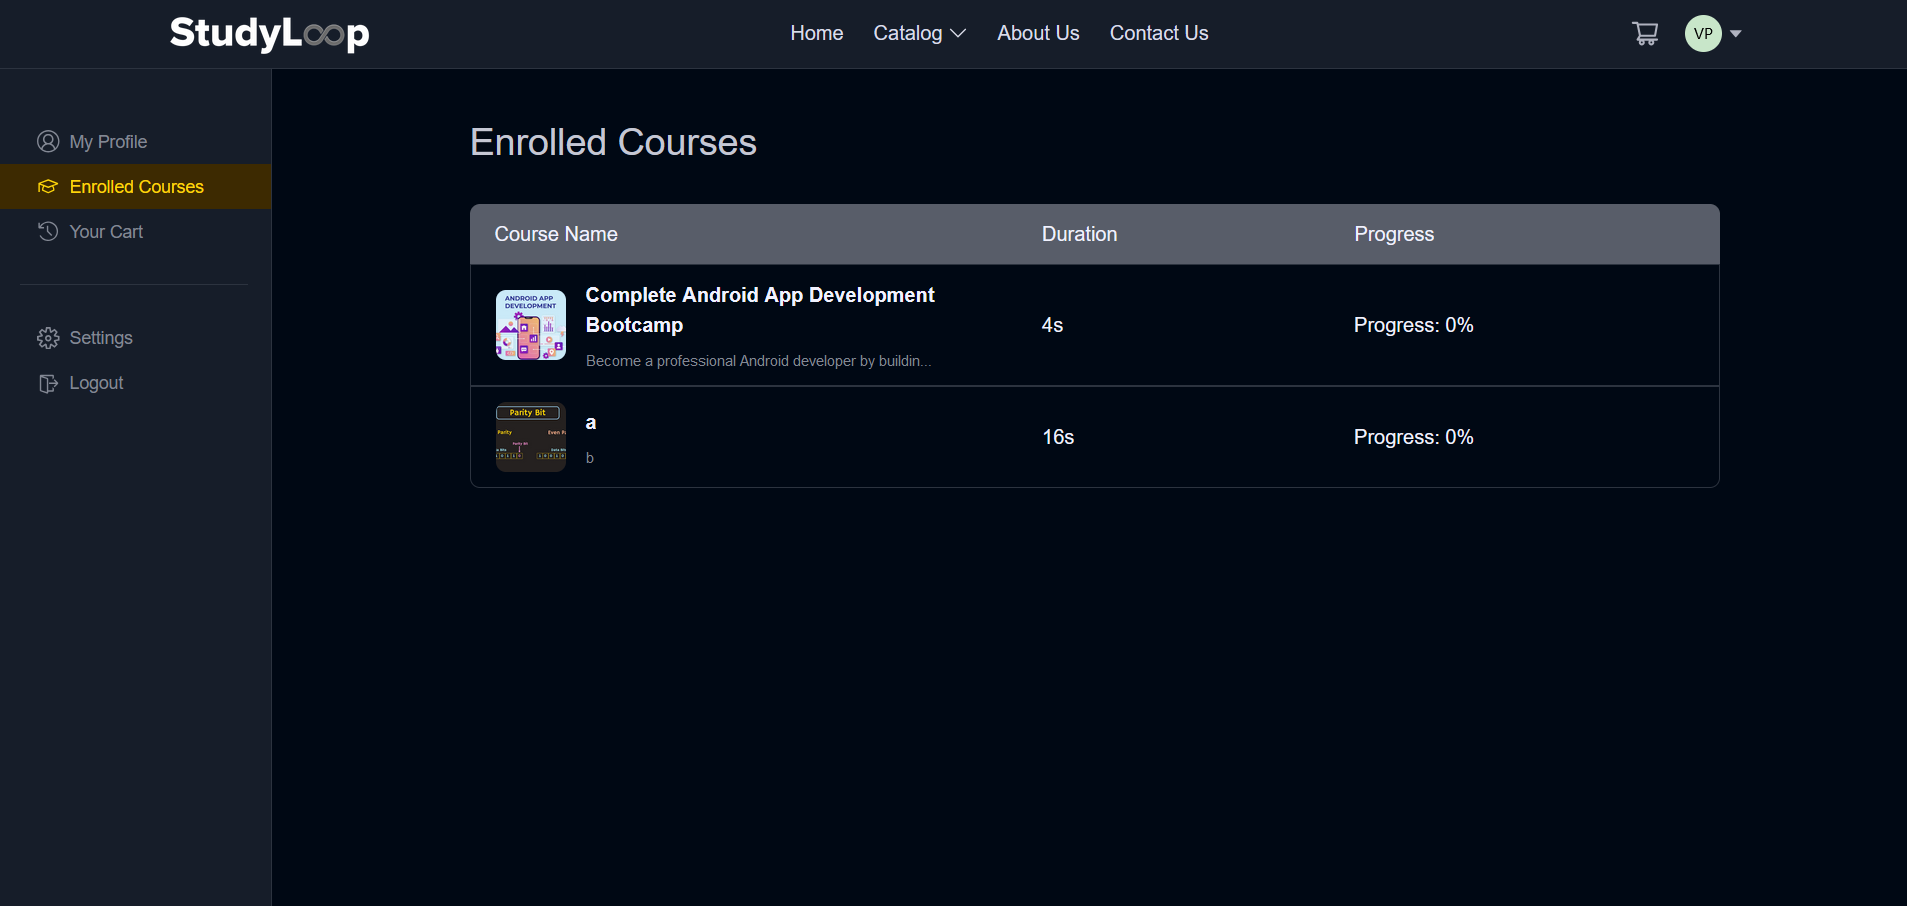 StudyLoop
Home
Catalog
About Us
Contact Us
VP
My Profile
Enrolled Courses
Your Cart
Settings
Logout
Enrolled Courses
Course Name
Duration
Progress
ANDROID APP
DEVELOPMENT
Complete Android App Development
Bootcamp
Become a professional Android developer by buildin...
4s
Progress: 0%
Parity Bit
Parity
Even
a
b
16s
Progress: 0%